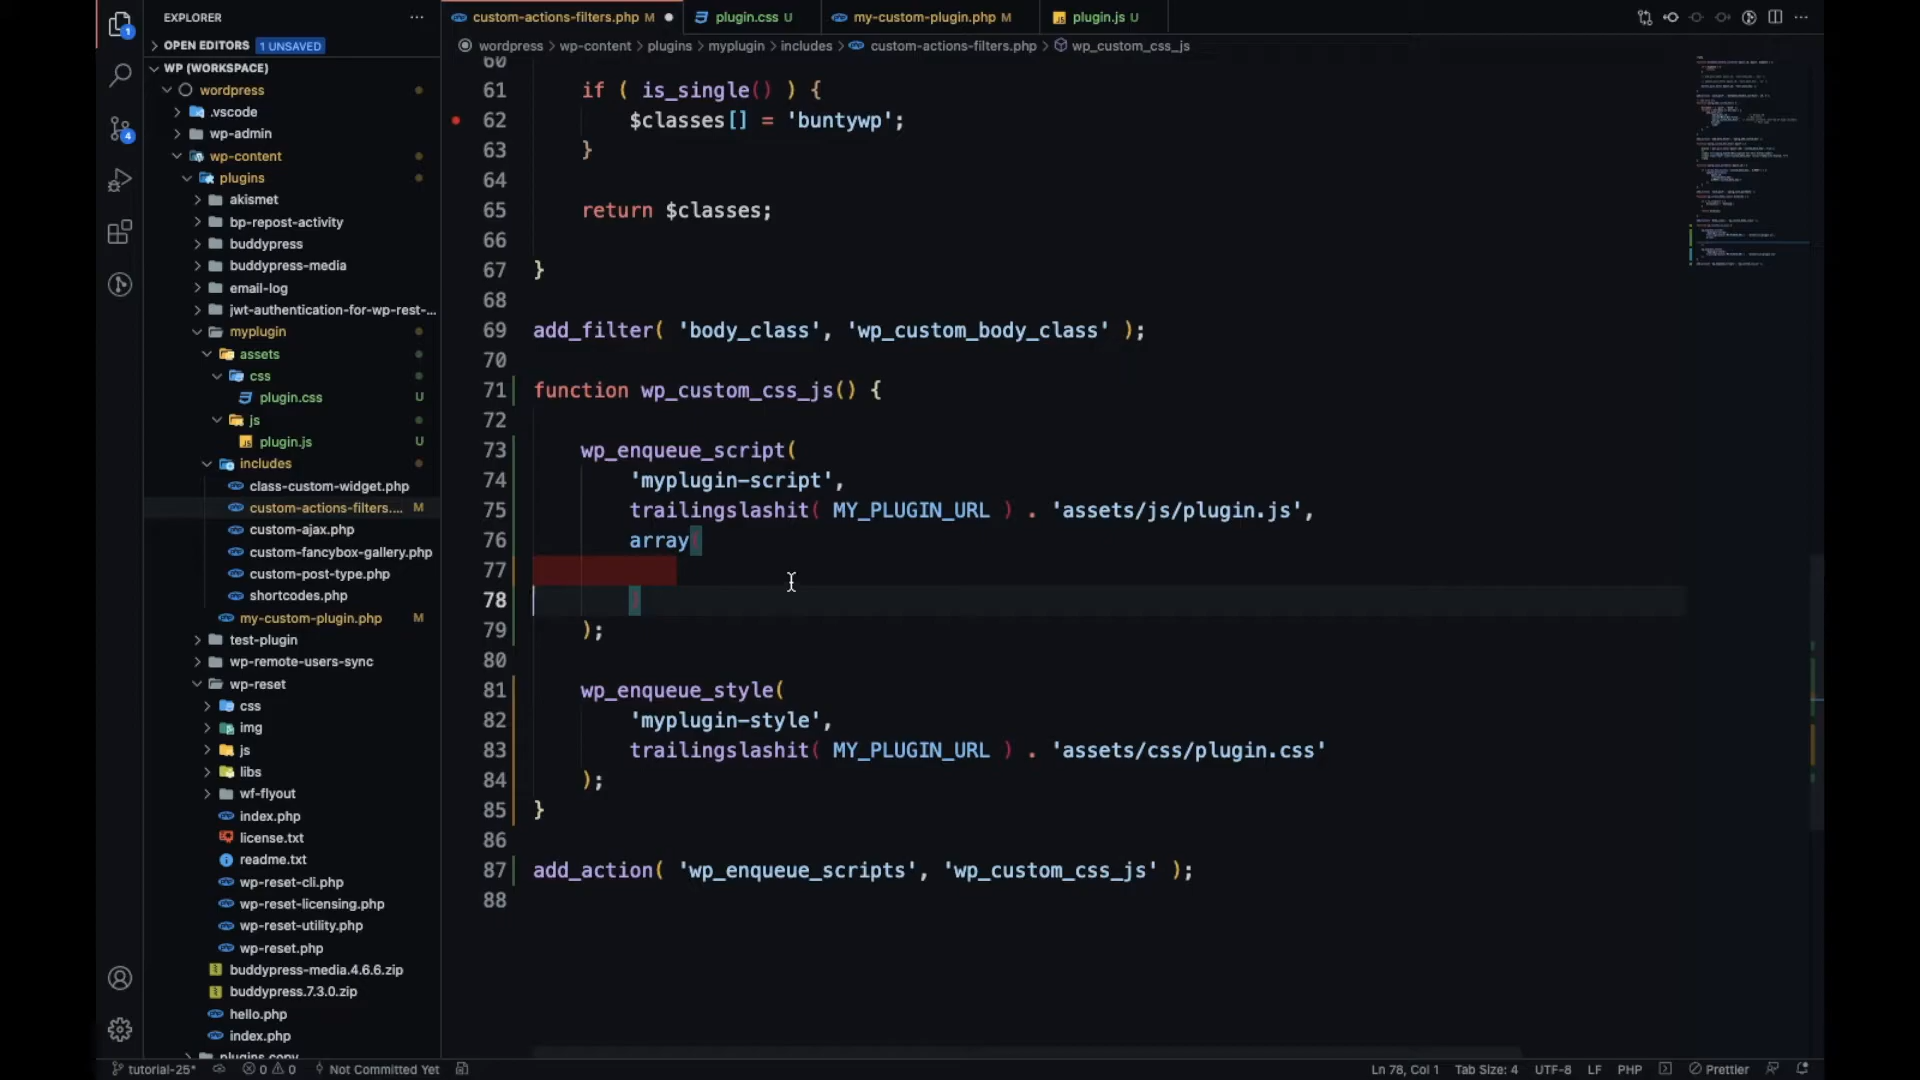 EXPLORER
OPEN EDITORS 1 UNSAVED
WP (WORKSPACE)
wordpress
.vscode
wp-admin
wp-content
plugins
akismet
bp-repost-activity
buddypress
buddypress-media
email-log
jwt-authentication-for-wp-rest-...
myplugin
assets
css
plugin.css U
js
plugin.js U
includes
class-custom-widget.php
custom-actions-filters.... M
custom-ajax.php
custom-fancybox-gallery.php
custom-post-type.php
shortcodes.php
my-custom-plugin.php M
test-plugin
wp-remote-users-sync
wp-reset
css
img
js
libs
wf-flyout
index.php
license.txt
readme.txt
wp-reset-cli.php
wp-reset-licensing.php
wp-reset-utility.php
wp-reset.php
buddypress-media.4.6.6.zip
buddypress.7.3.0.zip
hello.php
index.php
plugins copy
1
4
custom-actions-filters.php M
plugin.css U
my-custom-plugin.php M
plugin.js U
wordpress > wp-content > plugins > myplugin > includes > custom-actions-filters.php > wp_custom_css_js
60
61 if ( is_single() ) {
62 $classes[] = 'buntywp';
63 }
64
65 return $classes;
66
67 }
68
69 add_filter( 'body_class', 'wp_custom_body_class' );
70
71 function wp_custom_css_js() {
72
73 wp_enqueue_script(
74 'myplugin-script',
75 trailingslashit( MY_PLUGIN_URL ) . 'assets/js/plugin.js',
76 array(
77
78 )
79 );
80
81 wp_enqueue_style(
82 'myplugin-style',
83 trailingslashit( MY_PLUGIN_URL ) . 'assets/css/plugin.css'
84 );
85 }
86
87 add_action( 'wp_enqueue_scripts', 'wp_custom_css_js' );
88
tutorial-25* 0 0 Not Committed Yet Ln 78, Col 1 Tab Size: 4 UTF-8 LF PHP Prettier